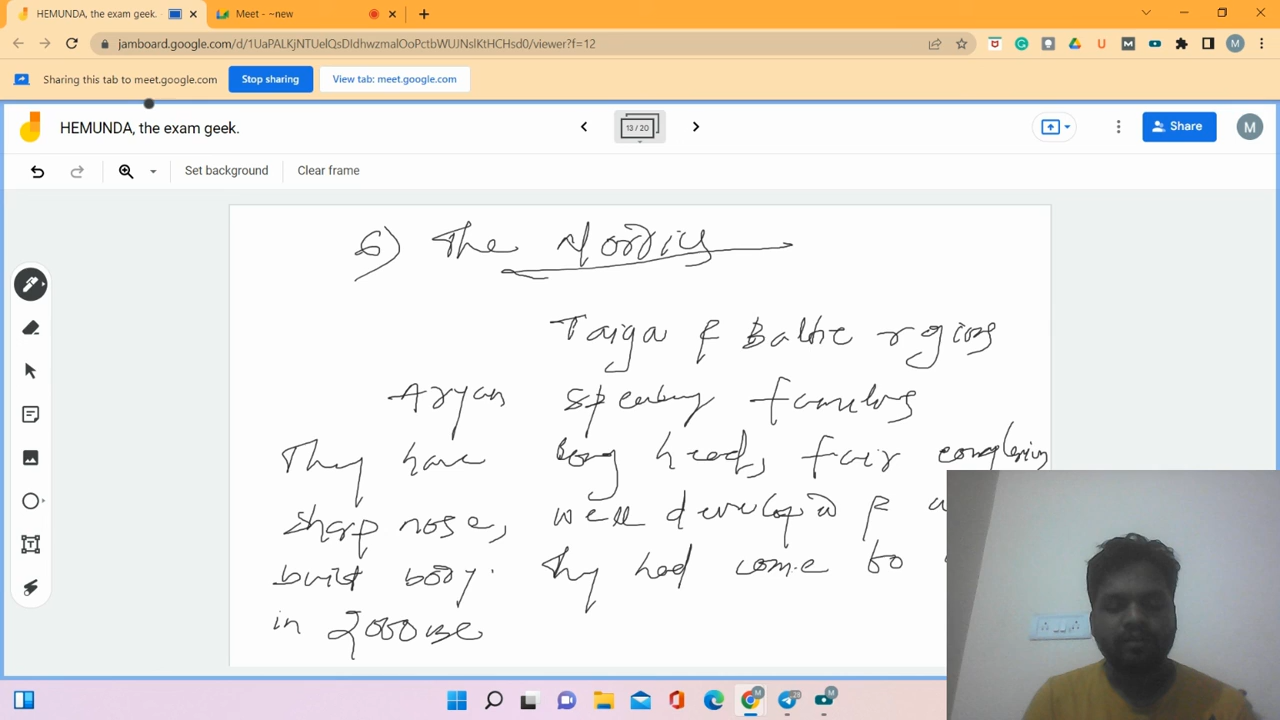 HEMUNDA, the exam geek.
Meet - ~new
jamboard.google.com/d/1UaPALKjNTUelQsDIdhwzmalOoPctbWUJNslKtHCHsd0/viewer?f=12
M
Sharing this tab to meet.google.com
Stop sharing
View tab: meet.google.com
HEMUNDA, the exam geek.
13 / 20
Share
M
Set background
Clear frame
6) The Nordics
Taiga & Baltic regions
Aryan speaking families
They have long head, fair complexion
sharp nose, well developed &
built body. They had come to
in 2000 BC